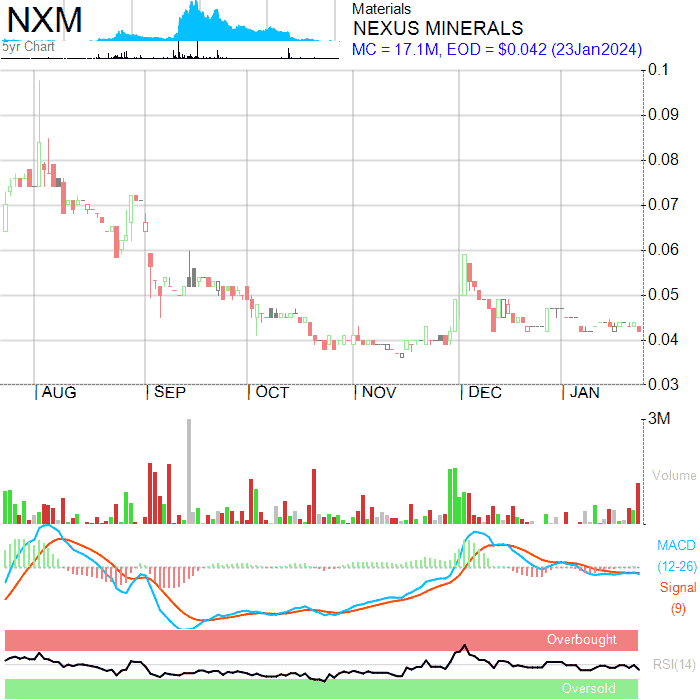 NXM
5yr Chart
Materials
NEXUS MINERALS
MC = 17.1M, EOD = $0.042 (23Jan2024)
0.1
0.09
0.08
0.07
0.06
0.05
0.04
0.03
AUG SEP OCT NOV DEC JAN
3M
Volume
MACD
(12-26)
Signal
(9)
Overbought
RSI(14)
Oversold